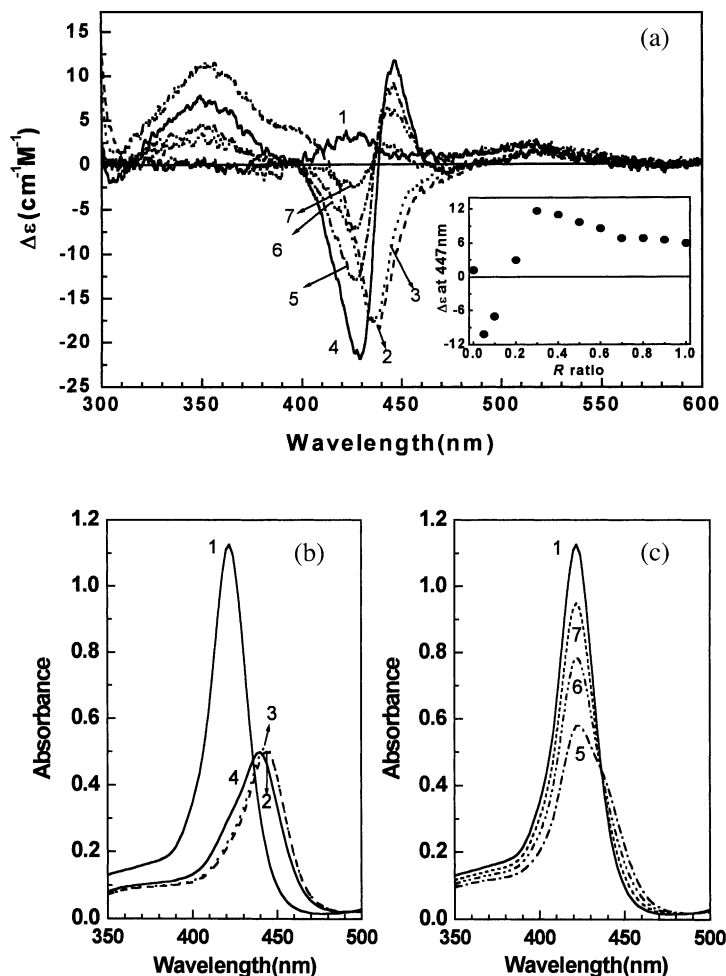 (a)
15
10
5
0
-5
-10
-15
-20
-25
Δε(cm⁻¹M⁻¹)
1
7
6
5
4
3
2
12
6
0
-6
-12
Δε at 447nm
0.0 0.2 0.4 0.6 0.8 1.0
R ratio
300 350 400 450 500 550 600
Wavelength(nm)
(b)
1.2
1.0
0.8
0.6
0.4
0.2
0.0
Absorbance
1
3
4
2
350 400 450 500
Wavelength(nm)
(c)
1.2
1.0
0.8
0.6
0.4
0.2
0.0
Absorbance
1
7
6
5
350 400 450 500
Wavelength(nm)